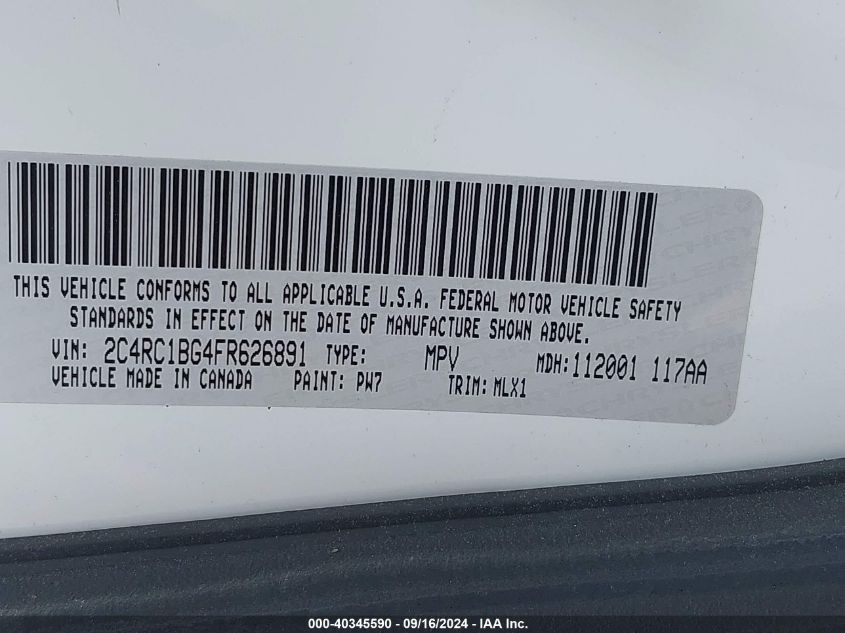 THIS VEHICLE CONFORMS TO ALL APPLICABLE U.S.A. FEDERAL MOTOR VEHICLE SAFETY
STANDARDS IN EFFECT ON THE DATE OF MANUFACTURE SHOWN ABOVE.
VIN: 2C4RC1BG4FR626891 TYPE: MPV MDH:112001 117AA
VEHICLE MADE IN CANADA PAINT: PW7 TRIM: MLX1
000-40345590 - 09/16/2024 - IAA Inc.